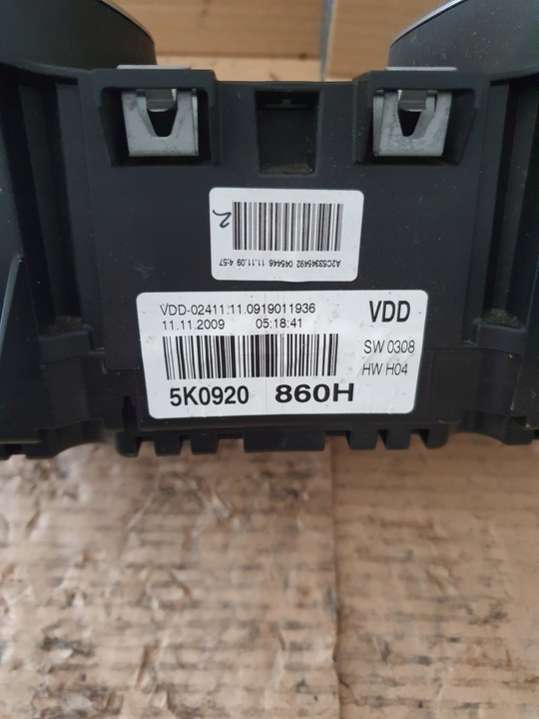 2
A2C53345492 045446 11.11.09 4:57
VDD-02411.11.0919011936
VDD
11.11.2009 05:18:41
SW 0308
HW H04
5K0920 860H